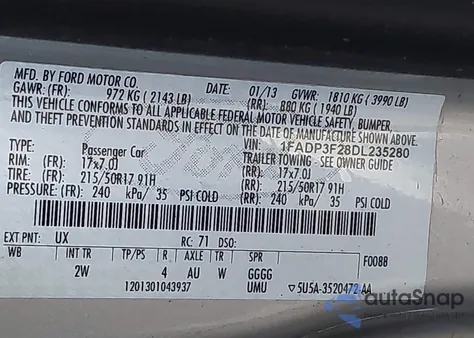 MFD. BY FORD MOTOR CO.
DATE: 01/13 GVWR: 1810 KG ( 3990 LB)
GAWR: (FR): 972 KG ( 2143 LB) (RR): 880 KG ( 1940 LB)
THIS VEHICLE CONFORMS TO ALL APPLICABLE FEDERAL MOTOR VEHICLE SAFETY, BUMPER,
AND THEFT PREVENTION STANDARDS IN EFFECT ON THE DATE OF MANUFACTURE SHOWN ABOVE.
VIN: 1FADP3F28DL235280
TYPE: Passenger Car TRAILER TOWING - SEE OWNER GUIDE
RIM: (FR): 17x7.0J (RR): 17x7.0J
TIRE: 215/50R17 91H 215/50R17 91H
PRESSURE: (FR): 240 kPa/ 35 PSI COLD (RR): 240 kPa/ 35 PSI COLD
EXT PNT: UX RC: 71 DSO: F0088
WB INT TR TP/PS R AXLE TR SPR
2W 4 AU W GGGG
1201301043937 UMU ▽5U5A-3520472-AA
autoSnap
POWERED BY